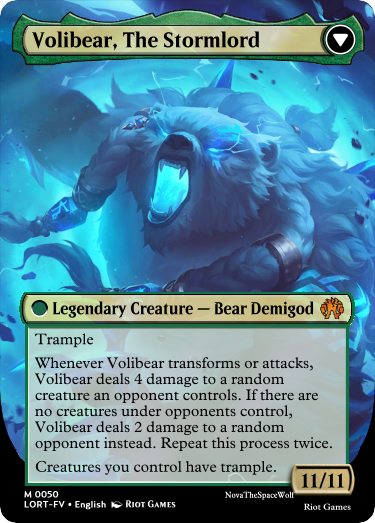 Volibear, The Stormlord
Legendary Creature — Bear Demigod
Trample
Whenever Volibear transforms or attacks,
Volibear deals 4 damage to a random
creature an opponent controls. If there are
no creatures under opponents control,
Volibear deals 2 damage to a random
opponent instead. Repeat this process twice.
Creatures you control have trample.
11/11
M 0050
LORT-FV • English Riot Games
NovaTheSpaceWolf
Riot Games